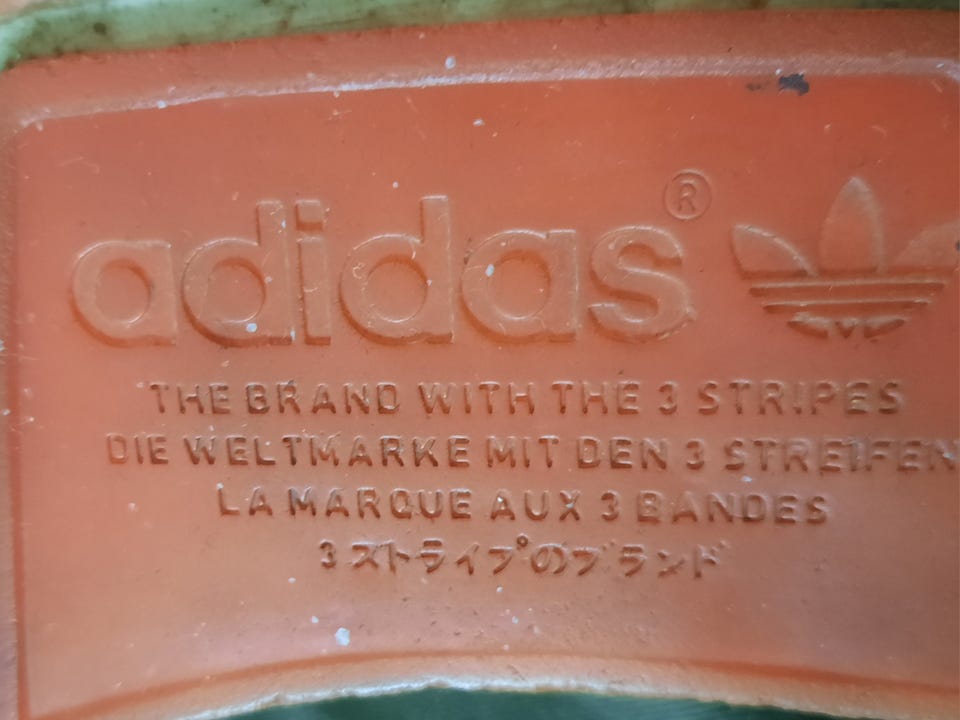 adidas®
THE BRAND WITH THE 3 STRIPES
DIE WELTMARKE MIT DEN 3 STREIFEN
LA MARQUE AUX 3 BANDES
3ストライプのブランド